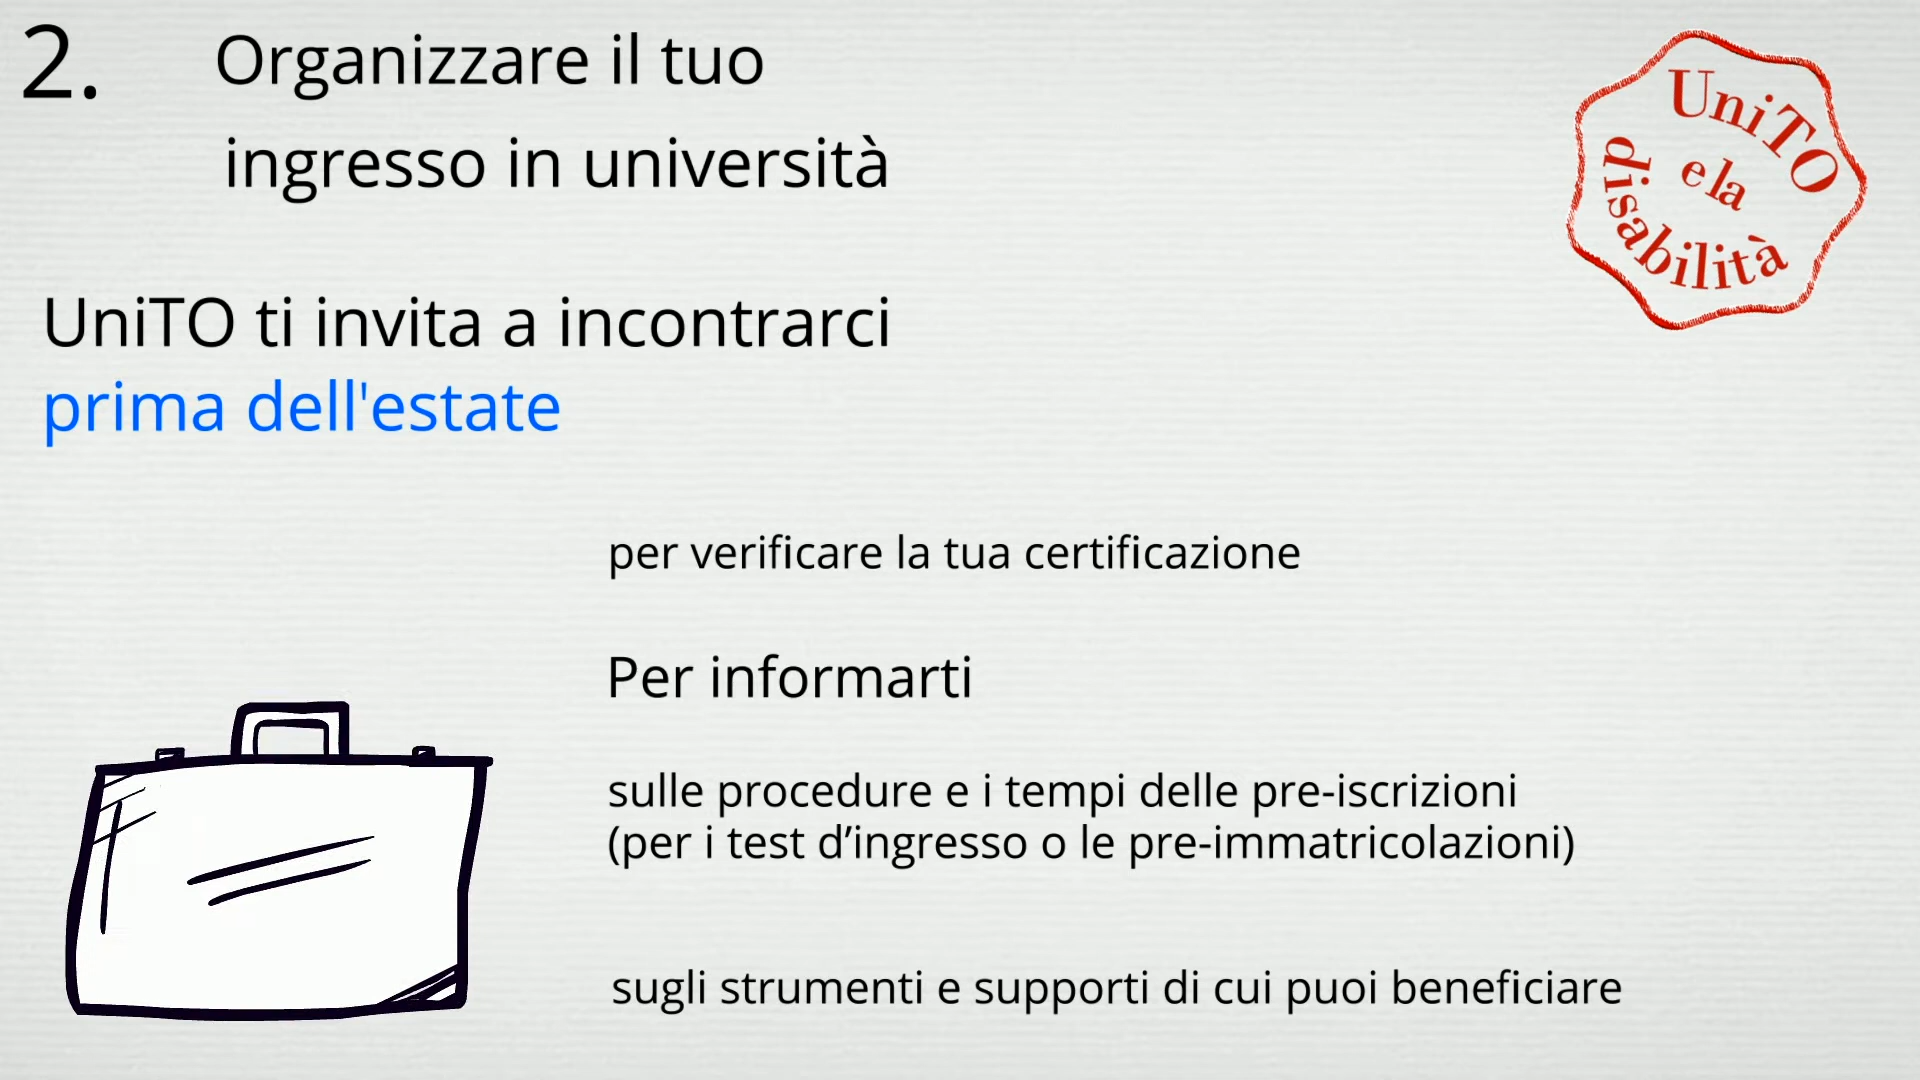 2.
Organizzare il tuo
ingresso in università
UniTO
e la
disabilità
UniTO ti invita a incontrarci
prima dell'estate
per verificare la tua certificazione
Per informarti
sulle procedure e i tempi delle pre-iscrizioni
(per i test d’ingresso o le pre-immatricolazioni)
sugli strumenti e supporti di cui puoi beneficiare